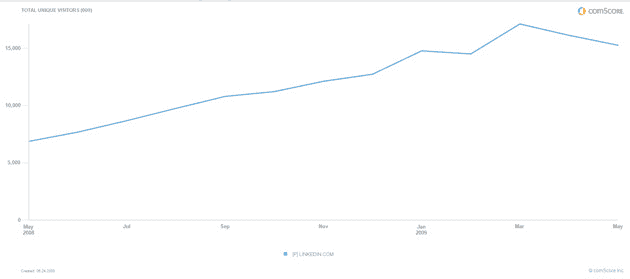 TOTAL UNIQUE VISITORS (000)
comScore.
15,000
10,000
5,000
0
May Jul Sep Nov Jan Mar May
2008 2009
[P] LINKEDIN.COM
© comScore Inc.